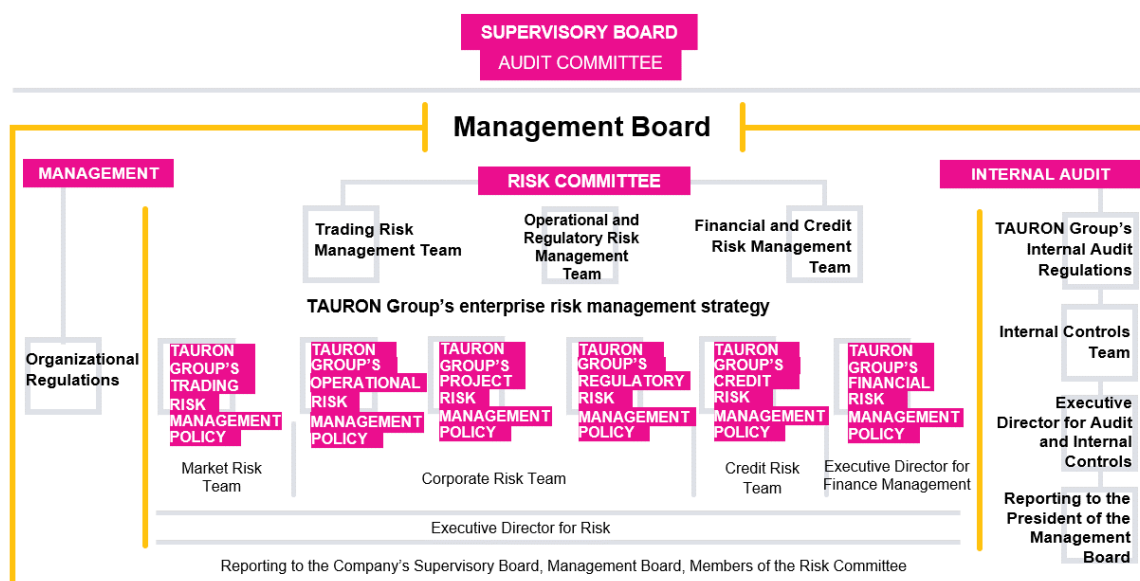 SUPERVISORY BOARD
AUDIT COMMITTEE
Management Board
MANAGEMENT
RISK COMMITTEE
INTERNAL AUDIT
Trading Risk
Management Team
Operational and
Regulatory Risk
Management
Team
Financial and Credit
Risk Management
Team
TAURON Group’s
Internal Audit
Regulations
TAURON Group’s enterprise risk management strategy
Organizational
Regulations
TAURON
GROUP’S
TRADING
RISK
MANAGEMENT
POLICY
TAURON
GROUP’S
OPERATIONAL
RISK
MANAGEMENT
POLICY
TAURON
GROUP’S
PROJECT
RISK
MANAGEMENT
POLICY
TAURON
GROUP’S
REGULATORY
RISK
MANAGEMENT
POLICY
TAURON
GROUP’S
CREDIT
RISK
MANAGEMENT
POLICY
TAURON
GROUP’S
FINANCIAL
RISK
MANAGEMENT
POLICY
Internal Controls
Team
Executive
Director for Audit
and Internal
Controls
Market Risk
Team
Corporate Risk Team
Credit Risk
Team
Executive Director for
Finance Management
Reporting to the
President of the
Management
Board
Executive Director for Risk
Reporting to the Company’s Supervisory Board, Management Board, Members of the Risk Committee